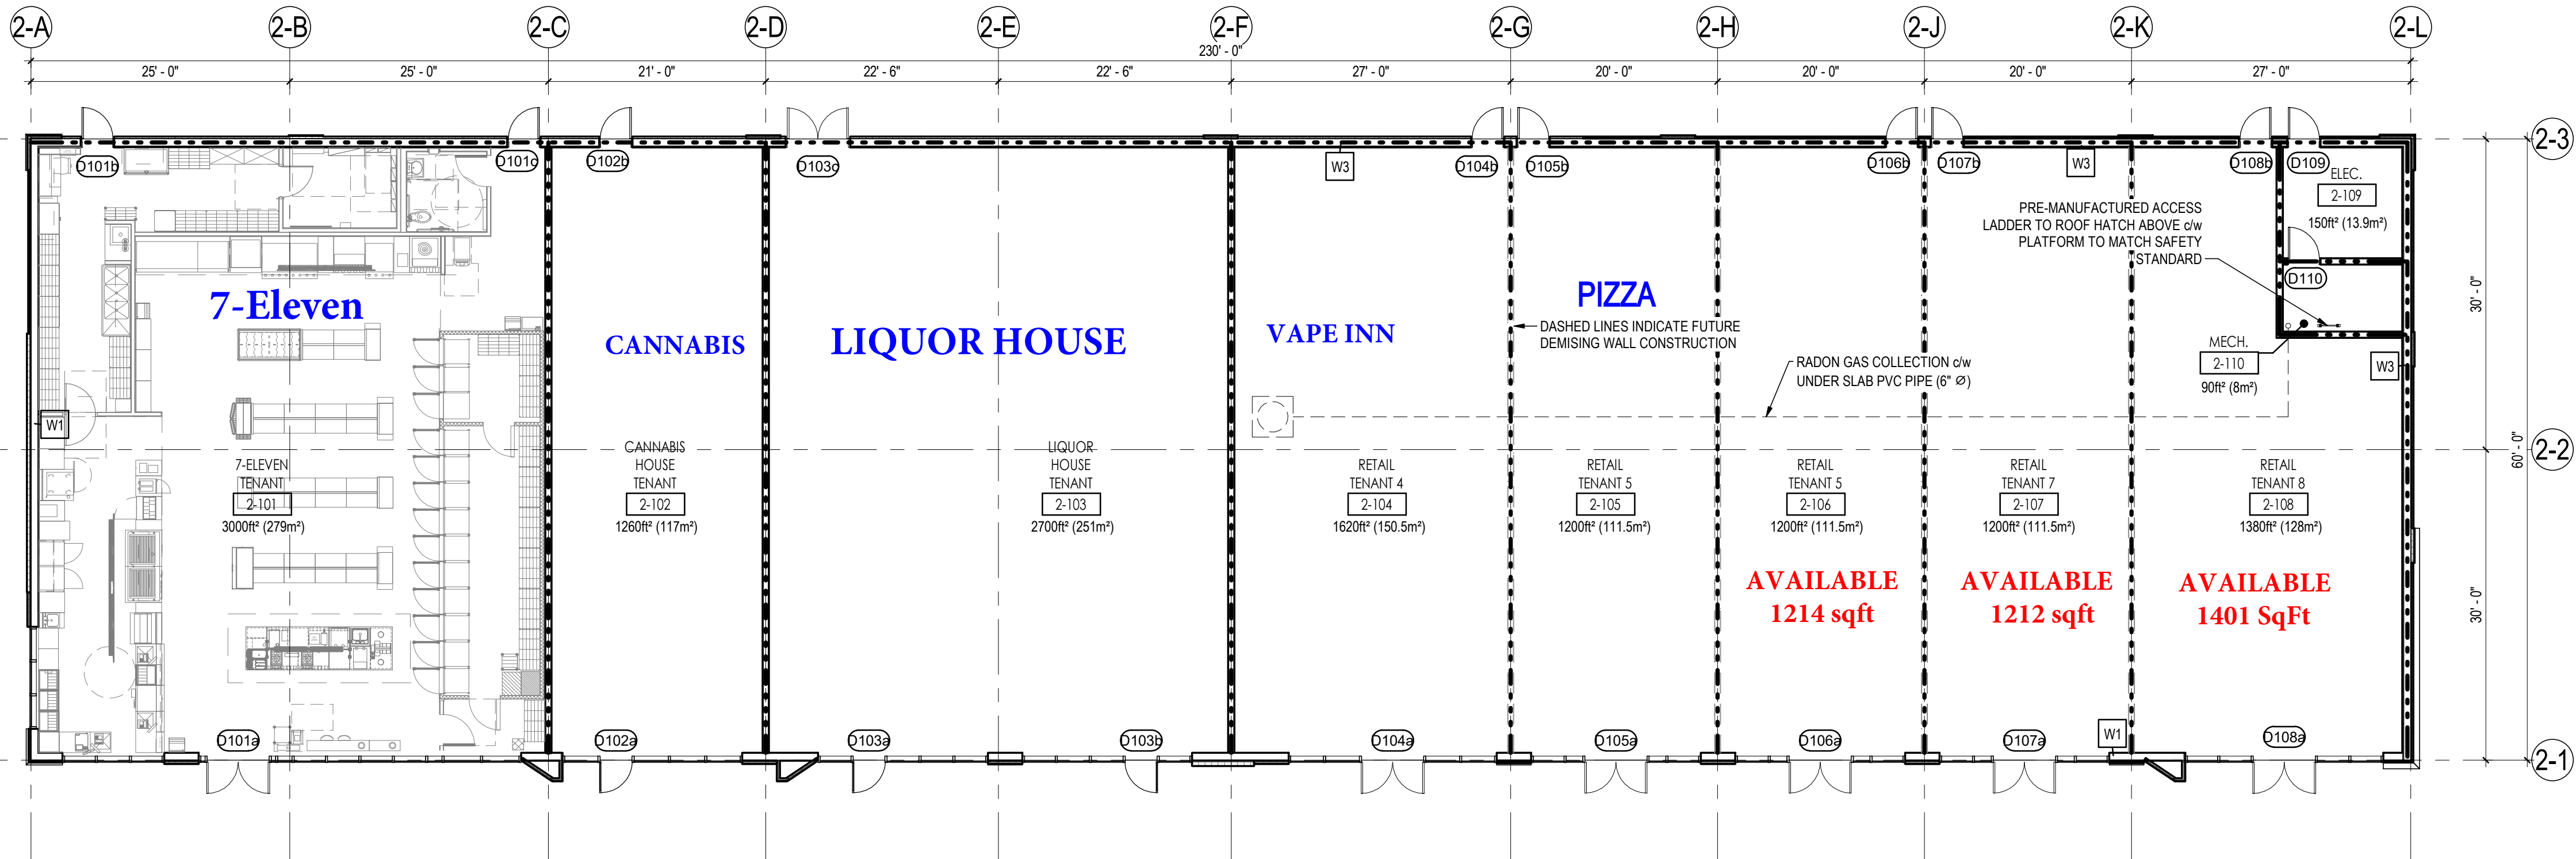 2-A
2-B
2-C
2-D
2-E
2-F
2-G
2-H
2-J
2-K
2-L
230' - 0"
25' - 0"
25' - 0"
21' - 0"
22' - 6"
22' - 6"
27' - 0"
20' - 0"
20' - 0"
20' - 0"
27' - 0"
2-3
2-2
2-1
30' - 0"
30' - 0"
60' - 0"
D101b
D101c
D102b
D103c
W3
D104b
D105b
D106b
D107b
W3
D108b
D109
ELEC.
2-109
150ft² (13.9m²)
PRE-MANUFACTURED ACCESS
LADDER TO ROOF HATCH ABOVE c/w
PLATFORM TO MATCH SAFETY
STANDARD
D110
MECH.
2-110
90ft² (8m²)
W3
7-Eleven
CANNABIS
LIQUOR HOUSE
VAPE INN
PIZZA
DASHED LINES INDICATE FUTURE
DEMISING WALL CONSTRUCTION
RADON GAS COLLECTION c/w
UNDER SLAB PVC PIPE (6" Ø)
W1
7-ELEVEN
TENANT
2-101
3000ft² (279m²)
CANNABIS
HOUSE
TENANT
2-102
1260ft² (117m²)
LIQUOR
HOUSE
TENANT
2-103
2700ft² (251m²)
RETAIL
TENANT 4
2-104
1620ft² (150.5m²)
RETAIL
TENANT 5
2-105
1200ft² (111.5m²)
RETAIL
TENANT 5
2-106
1200ft² (111.5m²)
RETAIL
TENANT 7
2-107
1200ft² (111.5m²)
RETAIL
TENANT 8
2-108
1380ft² (128m²)
AVAILABLE
1214 sqft
AVAILABLE
1212 sqft
AVAILABLE
1401 SqFt
D101a
D102a
D103a
D103b
D104a
D105a
D106a
D107a
W1
D108a